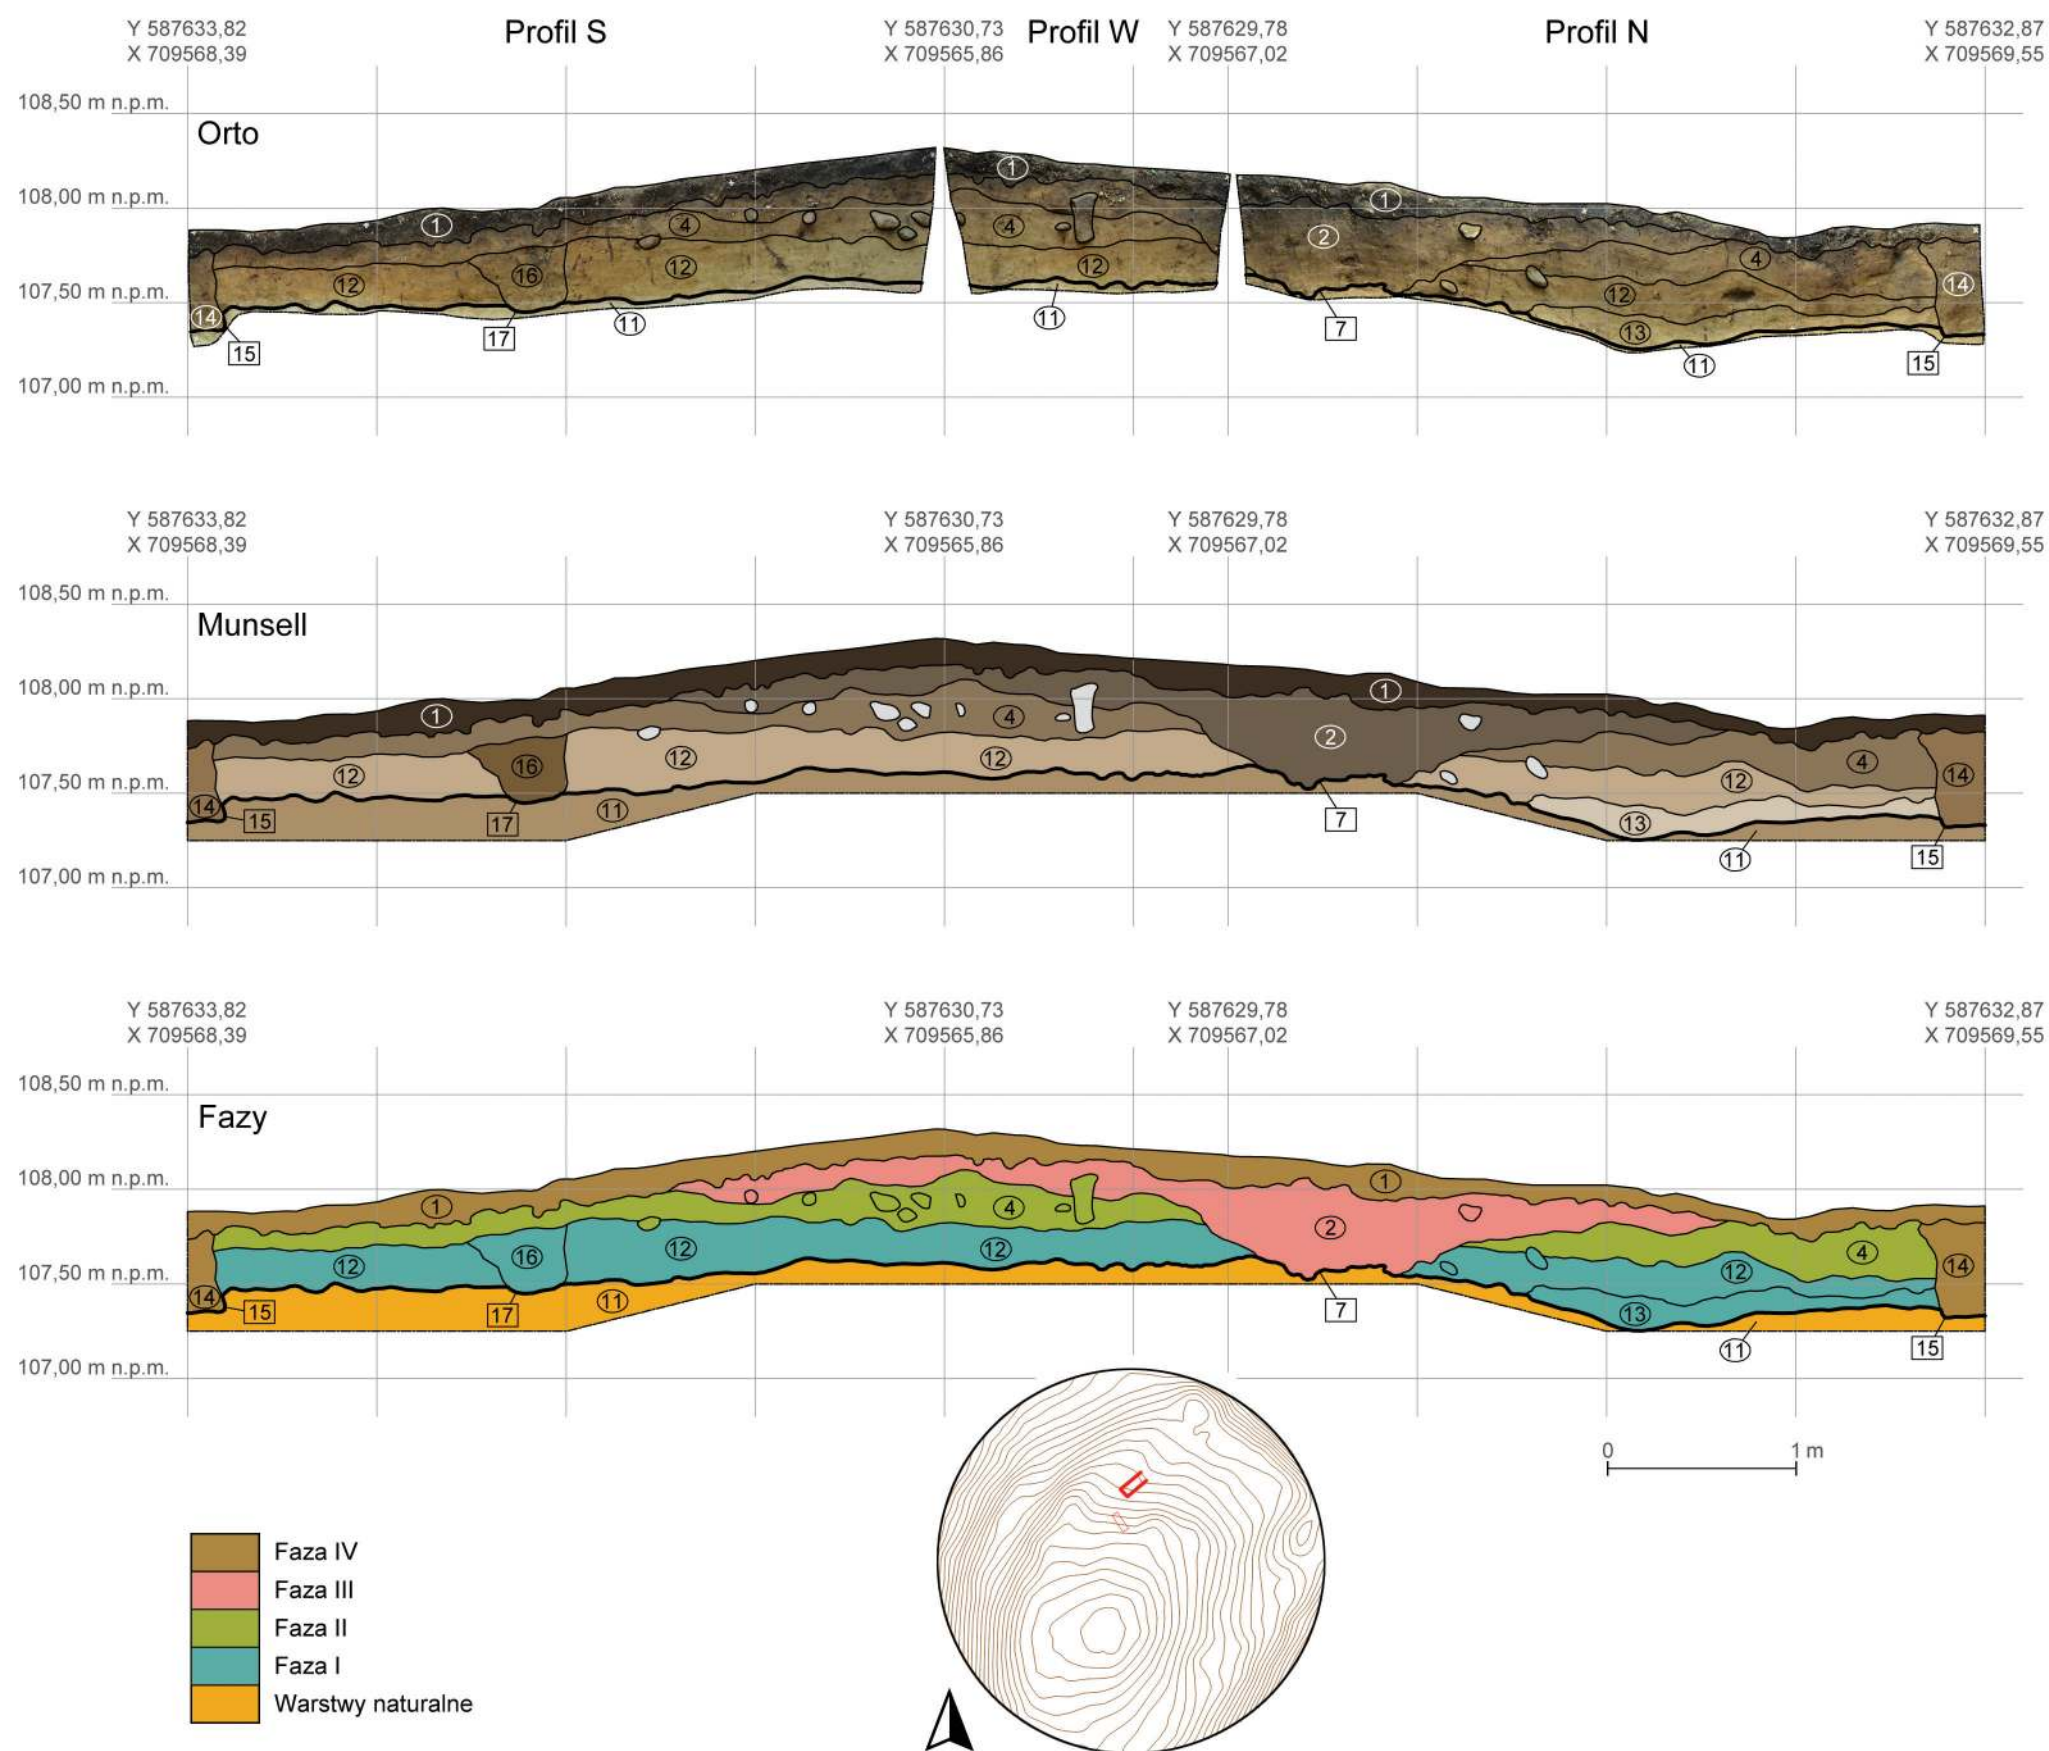 Y 587633,82 Profil S Y 587630,73 Profil W Y 587629,78 Profil N Y 587632,87
X 709568,39 X 709565,86 X 709567,02 X 709569,55
108,50 m n.p.m.
Orto
108,00 m n.p.m.
107,50 m n.p.m.
107,00 m n.p.m.
1 4 12 16 12 14 15 17 11
1 4 12 11
1 2 4 12 13 14 7 11 15
Y 587633,82 Y 587630,73 Y 587629,78 Y 587632,87
X 709568,39 X 709565,86 X 709567,02 X 709569,55
108,50 m n.p.m.
Munsell
108,00 m n.p.m.
107,50 m n.p.m.
107,00 m n.p.m.
1 4 1
2
12 16 12 12 12 4 14
14 15 17 11 7 13 11 15
Y 587633,82 Y 587630,73 Y 587629,78 Y 587632,87
X 709568,39 X 709565,86 X 709567,02 X 709569,55
108,50 m n.p.m.
Fazy
108,00 m n.p.m.
107,50 m n.p.m.
107,00 m n.p.m.
1 4 1
2
12 16 12 12 12 4 14
14 15 17 11 7 13 11 15
0 1 m
Faza IV
Faza III
Faza II
Faza I
Warstwy naturalne